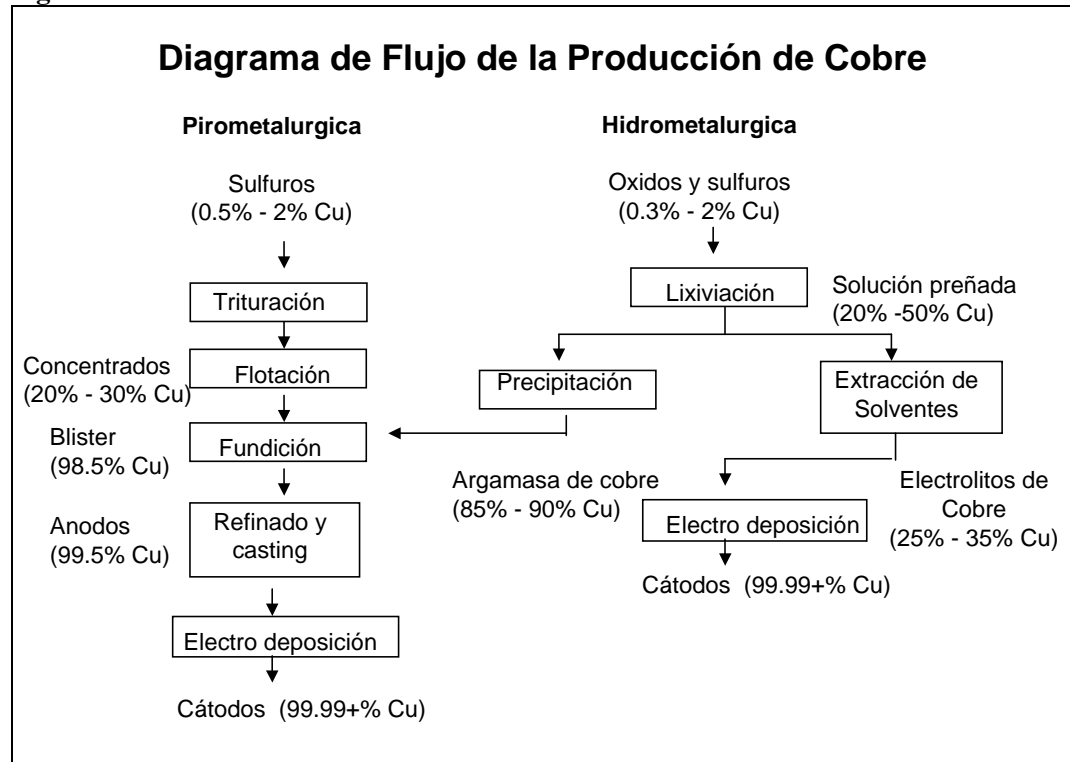 Diagrama de Flujo de la Producción de Cobre
Pirometalurgica
Sulfuros
(0.5% - 2% Cu)
Trituración
Concentrados
(20% - 30% Cu)
Flotación
Blister
(98.5% Cu)
Fundición
Anodos
(99.5% Cu)
Refinado y
casting
Electro deposición
Cátodos (99.99+% Cu)
Hidrometalurgica
Oxidos y sulfuros
(0.3% - 2% Cu)
Lixiviación
Solución preñada
(20% -50% Cu)
Precipitación
Extracción de
Solventes
Argamasa de cobre
(85% - 90% Cu)
Electrolitos de
Cobre
(25% - 35% Cu)
Electro deposición
Cátodos (99.99+% Cu)